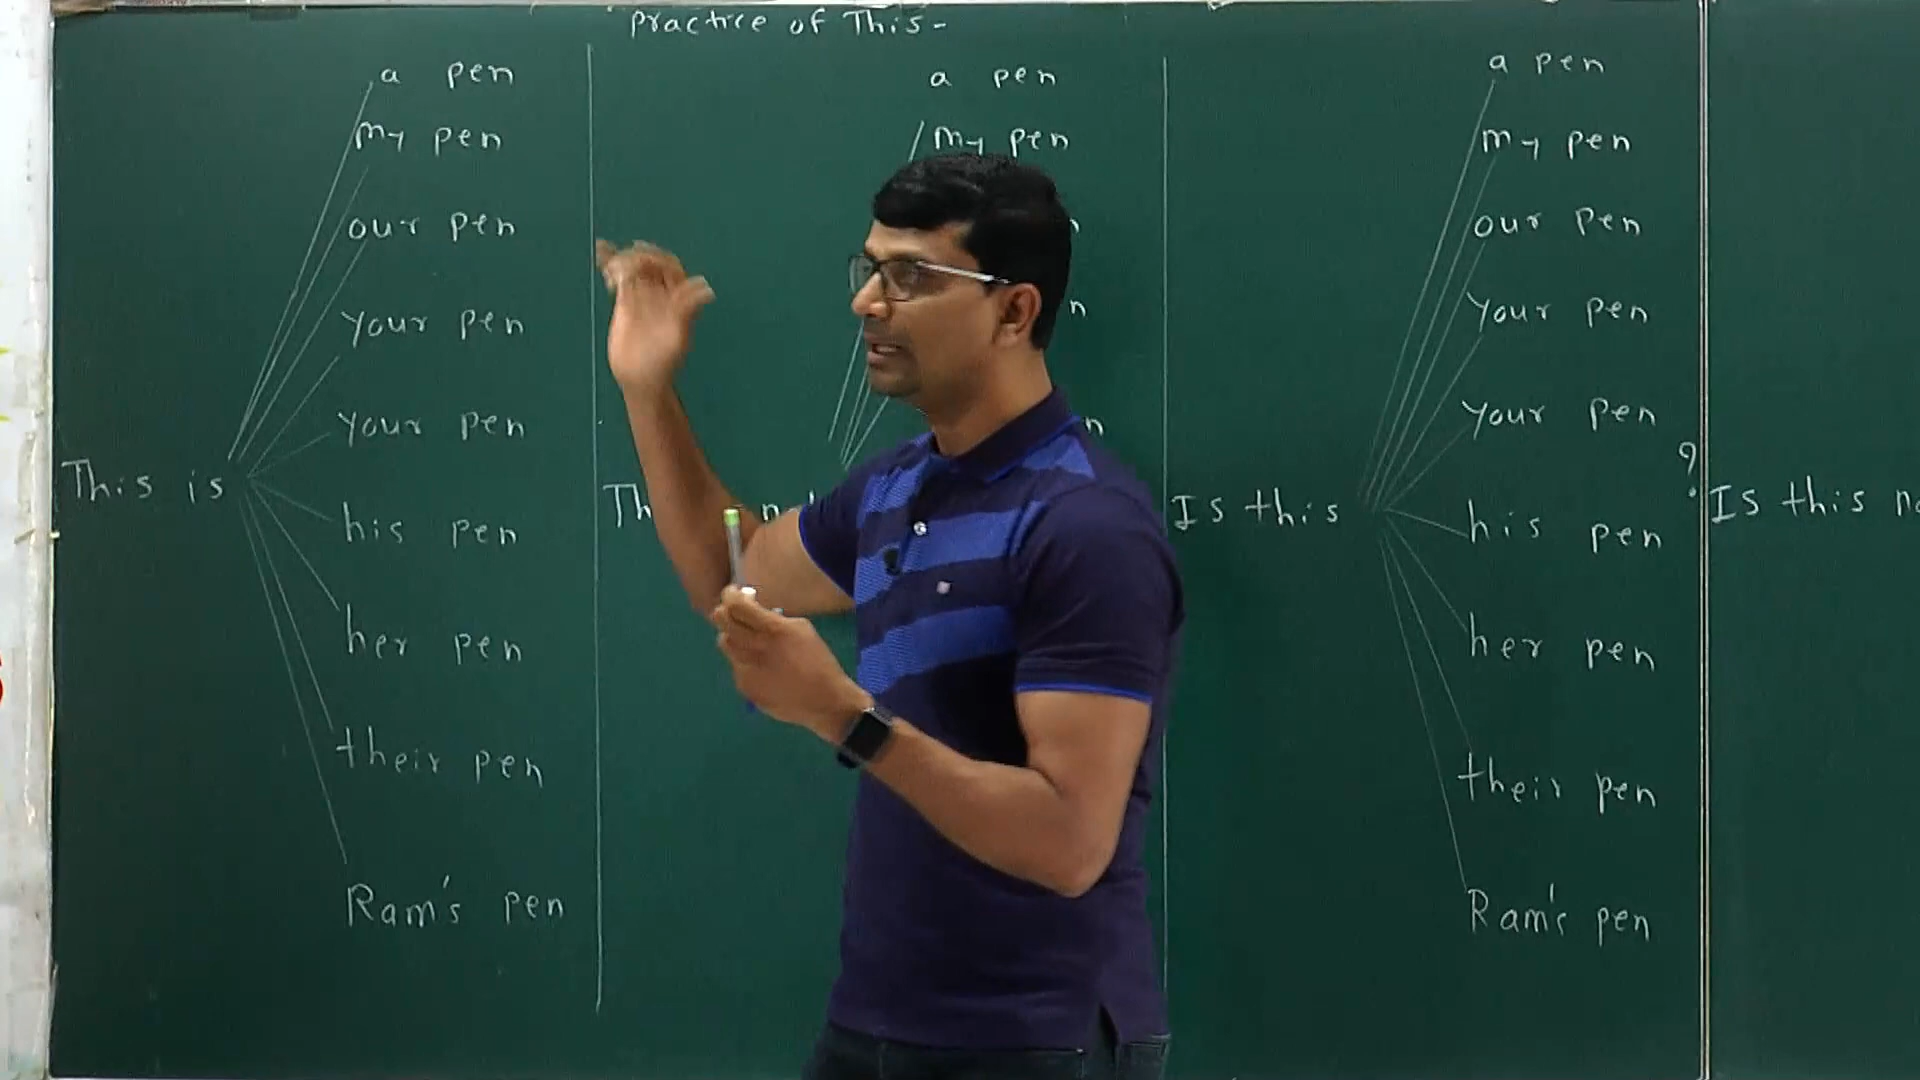 Practice of This-
a pen
my pen
our pen
your pen
your pen
This is
his pen
her pen
their pen
Ram's pen
a pen
my pen
a pen
my pen
our pen
your pen
your pen
?
Is this
his pen
her pen
their pen
Ram's pen
Is this